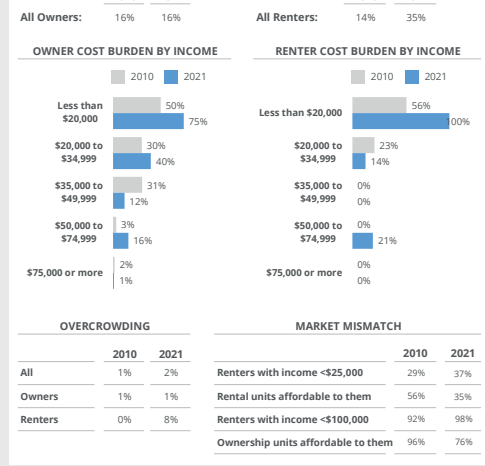 All Owners: 16% 16%
All Renters: 14% 35%
OWNER COST BURDEN BY INCOME
2010 2021
Less than $20,000 50% 75%
$20,000 to $34,999 30% 40%
$35,000 to $49,999 31% 12%
$50,000 to $74,999 3% 16%
$75,000 or more 2% 1%
RENTER COST BURDEN BY INCOME
2010 2021
Less than $20,000 56% 100%
$20,000 to $34,999 23% 14%
$35,000 to $49,999 0% 0%
$50,000 to $74,999 0% 21%
$75,000 or more 0% 0%
OVERCROWDING
2010 2021
All 1% 2%
Owners 1% 1%
Renters 0% 8%
MARKET MISMATCH
2010 2021
Renters with income <$25,000 29% 37%
Rental units affordable to them 56% 35%
Renters with income <$100,000 92% 98%
Ownership units affordable to them 96% 76%